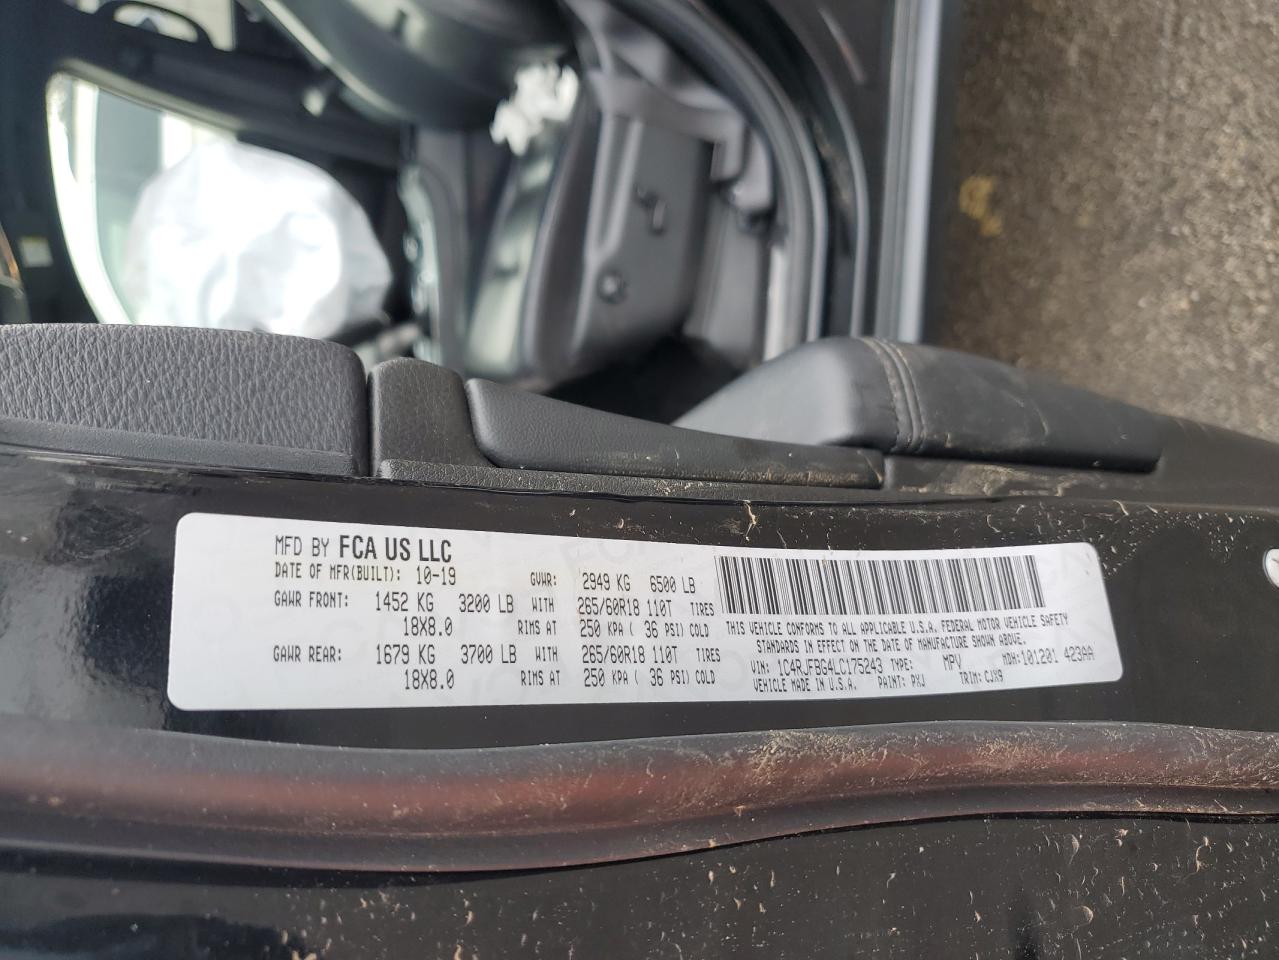 MFD BY FCA US LLC
DATE OF MFR(BUILT): 10-19 GVWR: 2949 KG 6500 LB
GAWR FRONT: 1452 KG 3200 LB WITH 265/60R18 110T TIRES
18X8.0 RIMS AT 250 KPA ( 36 PSI) COLD
GAWR REAR: 1679 KG 3700 LB WITH 265/60R18 110T TIRES
18X8.0 RIMS AT 250 KPA ( 36 PSI) COLD
THIS VEHICLE CONFORMS TO ALL APPLICABLE U.S.A. FEDERAL MOTOR VEHICLE SAFETY
STANDARDS IN EFFECT ON THE DATE OF MANUFACTURE SHOWN ABOVE.
VIN: 1C4RJFBG4LC175243 TYPE: MPV MDH:101201 423AA
VEHICLE MADE IN U.S.A. PAINT: PXJ TRIM: CJX9